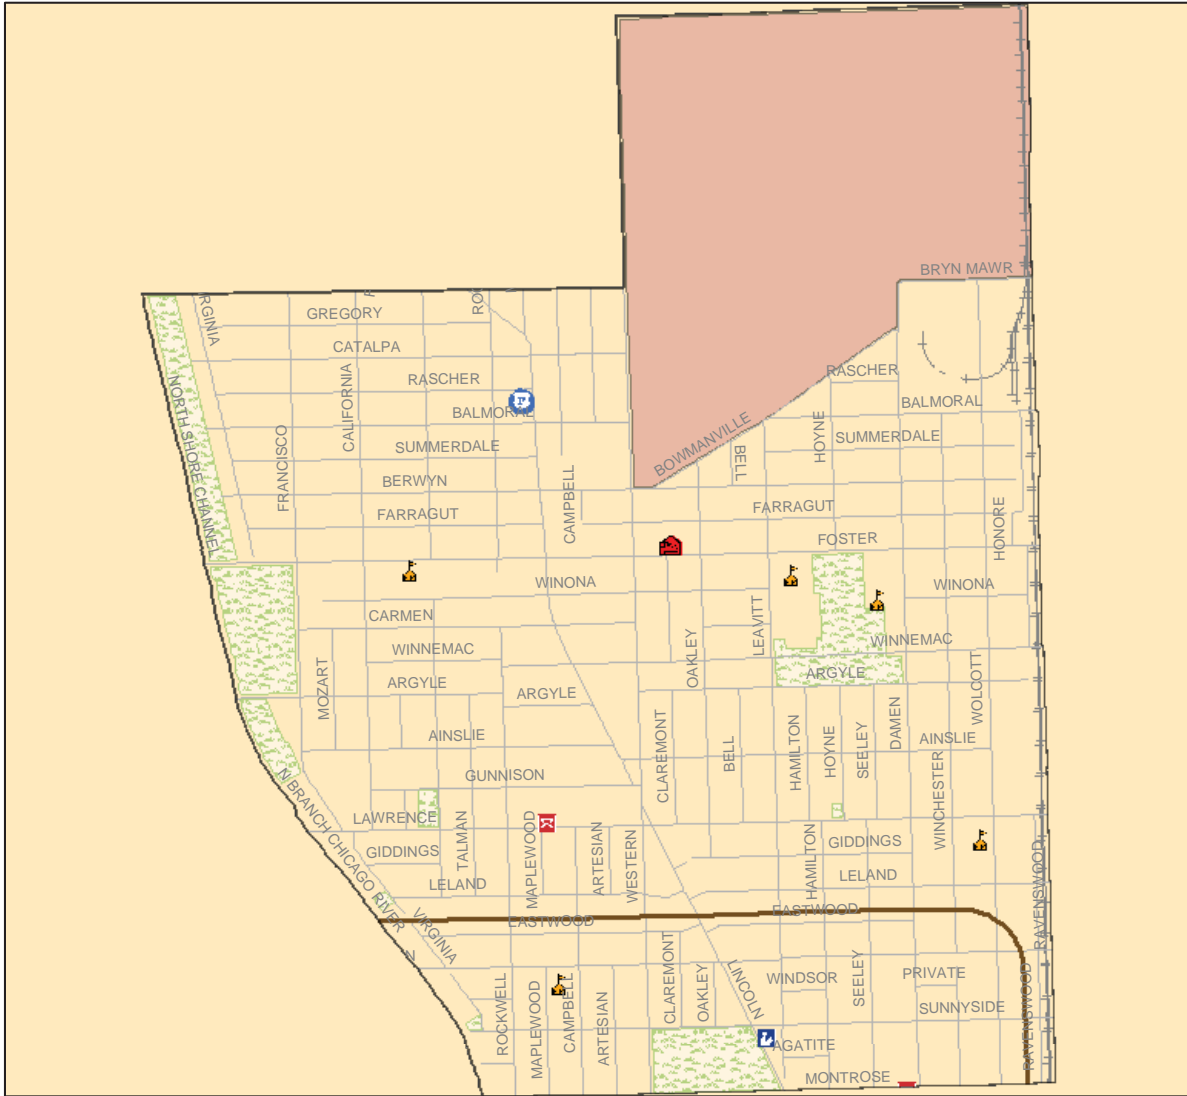 BRYN MAWR
RGINIA
GREGORY
CATALPA
RASCHER
RASCHER
CALIFORNIA
BALMORAL
BALMORAL
NORTH SHORE CHANNEL
FRANCISCO
SUMMERDALE
BOWMANVILLE
BELL
HOYNE
SUMMERDALE
BERWYN
CAMPBELL
FARRAGUT
FARRAGUT
HONORE
FOSTER
WINONA
WINONA
CARMEN
LEAVITT
WINNEMAC
WINNEMAC
OAKLEY
MOZART
ARGYLE
ARGYLE
ARGYLE
WOLCOTT
AINSLIE
CLAREMONT
BELL
HAMILTON
HOYNE
SEELEY
DAMEN
AINSLIE
GUNNISON
N BRANCH CHICAGO RIVER
LAWRENCE
TALMAN
MAPLEWOOD
ARTESIAN
WESTERN
WINCHESTER
GIDDINGS
HAMILTON
GIDDINGS
RAVENSWOOD
LELAND
LELAND
EASTWOOD
EASTWOOD
VIRGINIA
CLAREMONT
OAKLEY
LINCOLN
WINDSOR
SEELEY
PRIVATE
ROCKWELL
MAPLEWOOD
CAMPBELL
ARTESIAN
SUNNYSIDE
RAVENSWOOD
AGATITE
MONTROSE